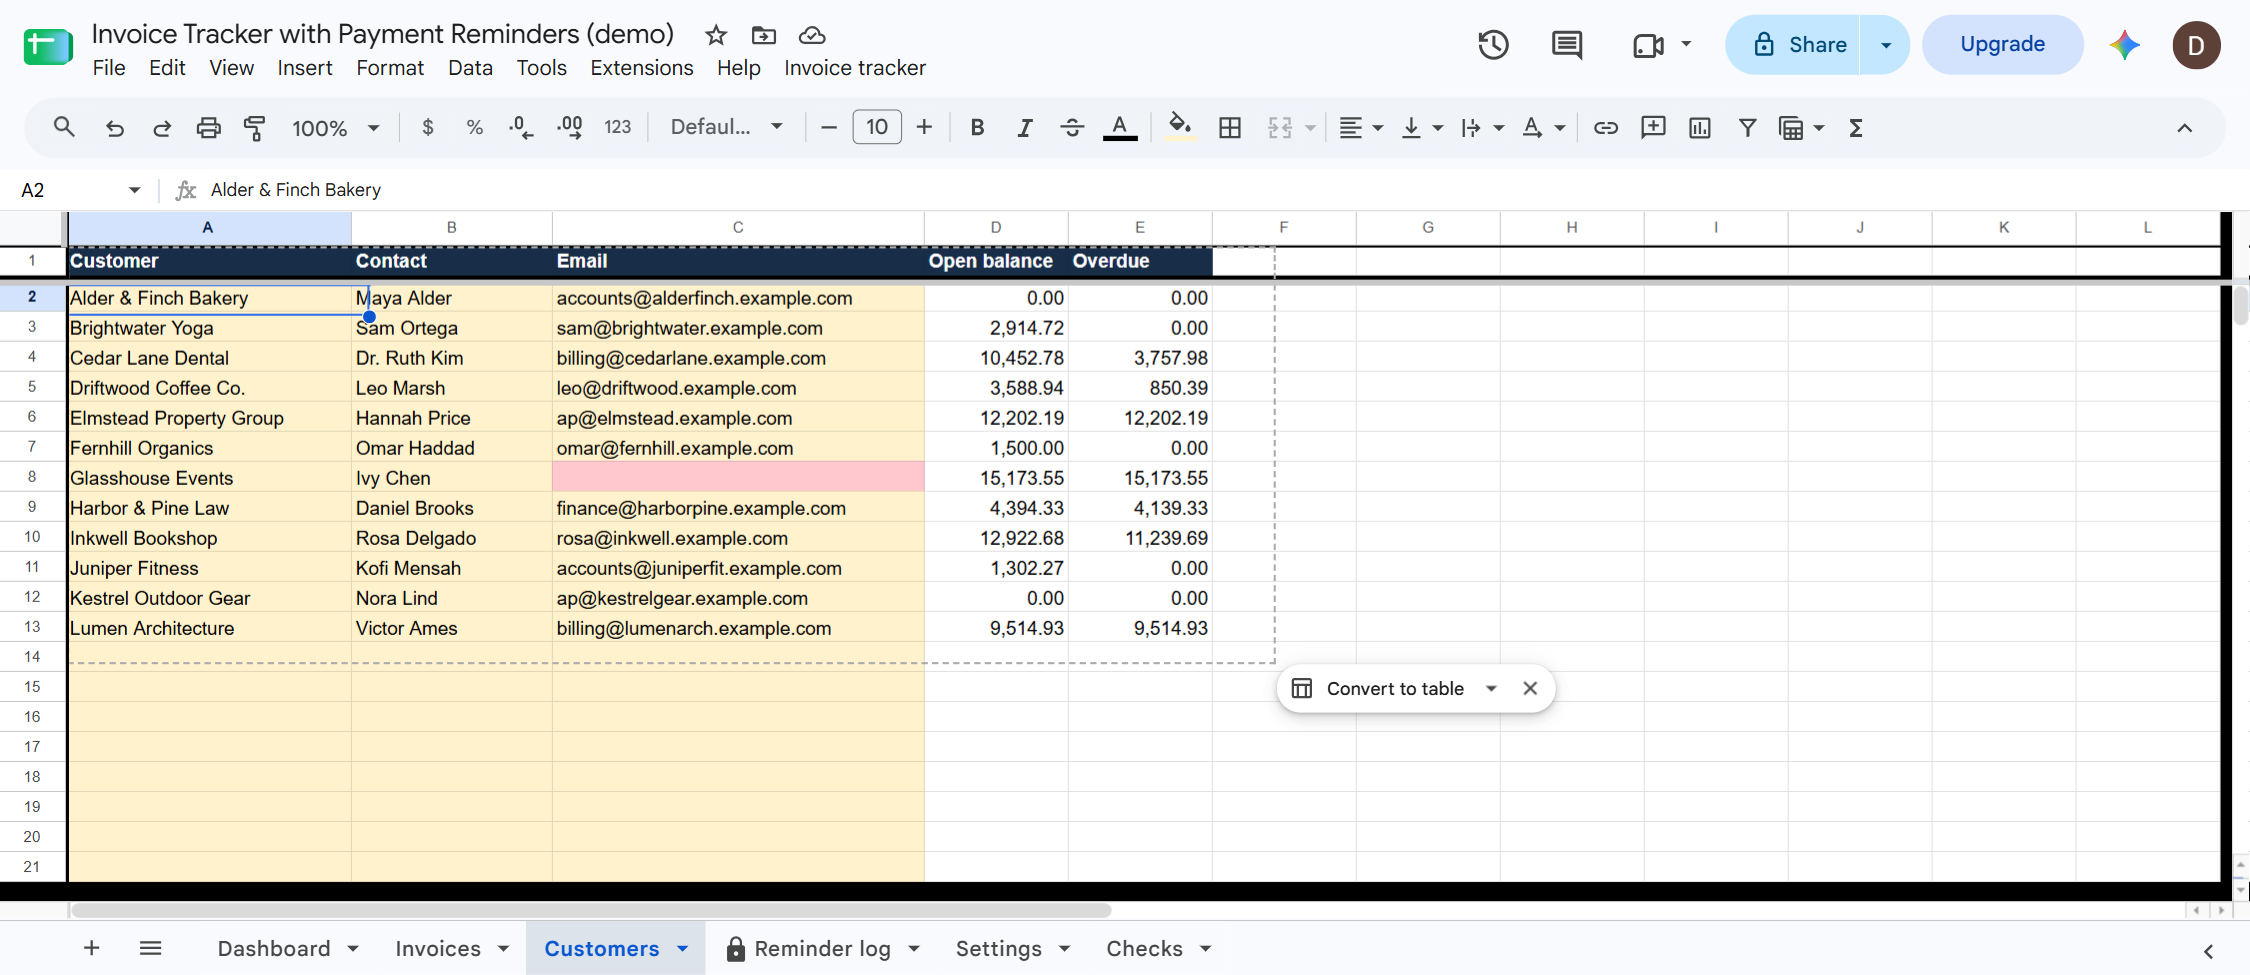 Invoice Tracker with Payment Reminders (demo)
File Edit View Insert Format Data Tools Extensions Help Invoice tracker
Share
Upgrade
D
100% $ % .0 .00 123 Defaul... 10 B I A A Σ
A2 fx Alder & Finch Bakery
A B C D E F G H I J K L
1 Customer Contact Email Open balance Overdue
2 Alder & Finch Bakery Maya Alder accounts@alderfinch.example.com 0.00 0.00
3 Brightwater Yoga Sam Ortega sam@brightwater.example.com 2,914.72 0.00
4 Cedar Lane Dental Dr. Ruth Kim billing@cedarlane.example.com 10,452.78 3,757.98
5 Driftwood Coffee Co. Leo Marsh leo@driftwood.example.com 3,588.94 850.39
6 Elmstead Property Group Hannah Price ap@elmstead.example.com 12,202.19 12,202.19
7 Fernhill Organics Omar Haddad omar@fernhill.example.com 1,500.00 0.00
8 Glasshouse Events Ivy Chen 15,173.55 15,173.55
9 Harbor & Pine Law Daniel Brooks finance@harborpine.example.com 4,394.33 4,139.33
10 Inkwell Bookshop Rosa Delgado rosa@inkwell.example.com 12,922.68 11,239.69
11 Juniper Fitness Kofi Mensah accounts@juniperfit.example.com 1,302.27 0.00
12 Kestrel Outdoor Gear Nora Lind ap@kestrelgear.example.com 0.00 0.00
13 Lumen Architecture Victor Ames billing@lumenarch.example.com 9,514.93 9,514.93
14
15
Convert to table
16
17
18
19
20
21
Dashboard Invoices Customers Reminder log Settings Checks